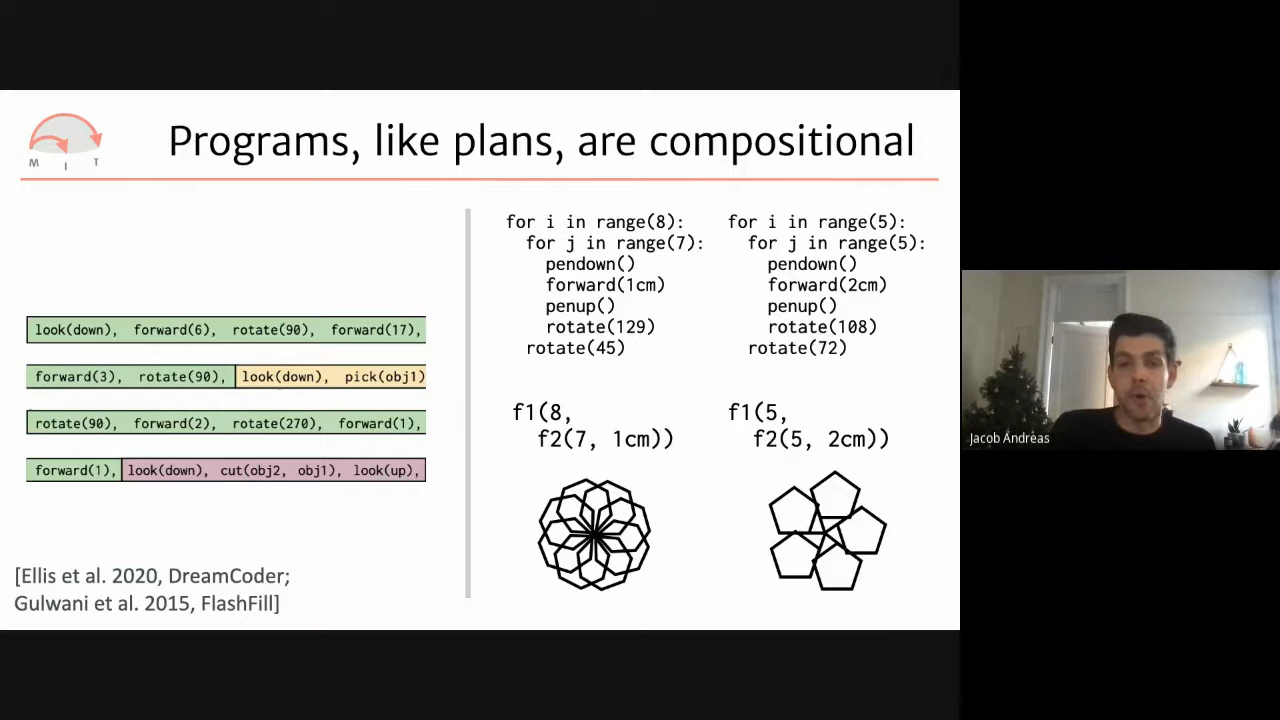 Programs, like plans, are compositional
M I T
look(down), forward(6), rotate(90), forward(17),
forward(3), rotate(90), look(down), pick(obj1)
rotate(90), forward(2), rotate(270), forward(1),
forward(1), look(down), cut(obj2, obj1), look(up),
[Ellis et al. 2020, DreamCoder;
Gulwani et al. 2015, FlashFill]
for i in range(8):
for j in range(7):
pendown()
forward(1cm)
penup()
rotate(129)
rotate(45)
f1(8,
f2(7, 1cm))
for i in range(5):
for j in range(5):
pendown()
forward(2cm)
penup()
rotate(108)
rotate(72)
f1(5,
f2(5, 2cm))
Jacob Andreas